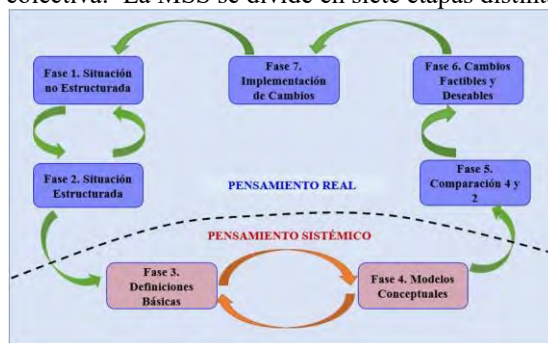 colectiva. La MSS se divide en siete etapas
Fase 1. Situación
no Estructurada
Fase 7.
Implementación
de Cambios
Fase 6. Cambios
Factibles y
Deseables
Fase 2. Situación
Estructurada
Fase 5.
Comparación 4 y
2
PENSAMIENTO REAL
PENSAMIENTO SISTÉMICO
Fase 3.
Definiciones
Básicas
Fase 4. Modelos
Conceptuales